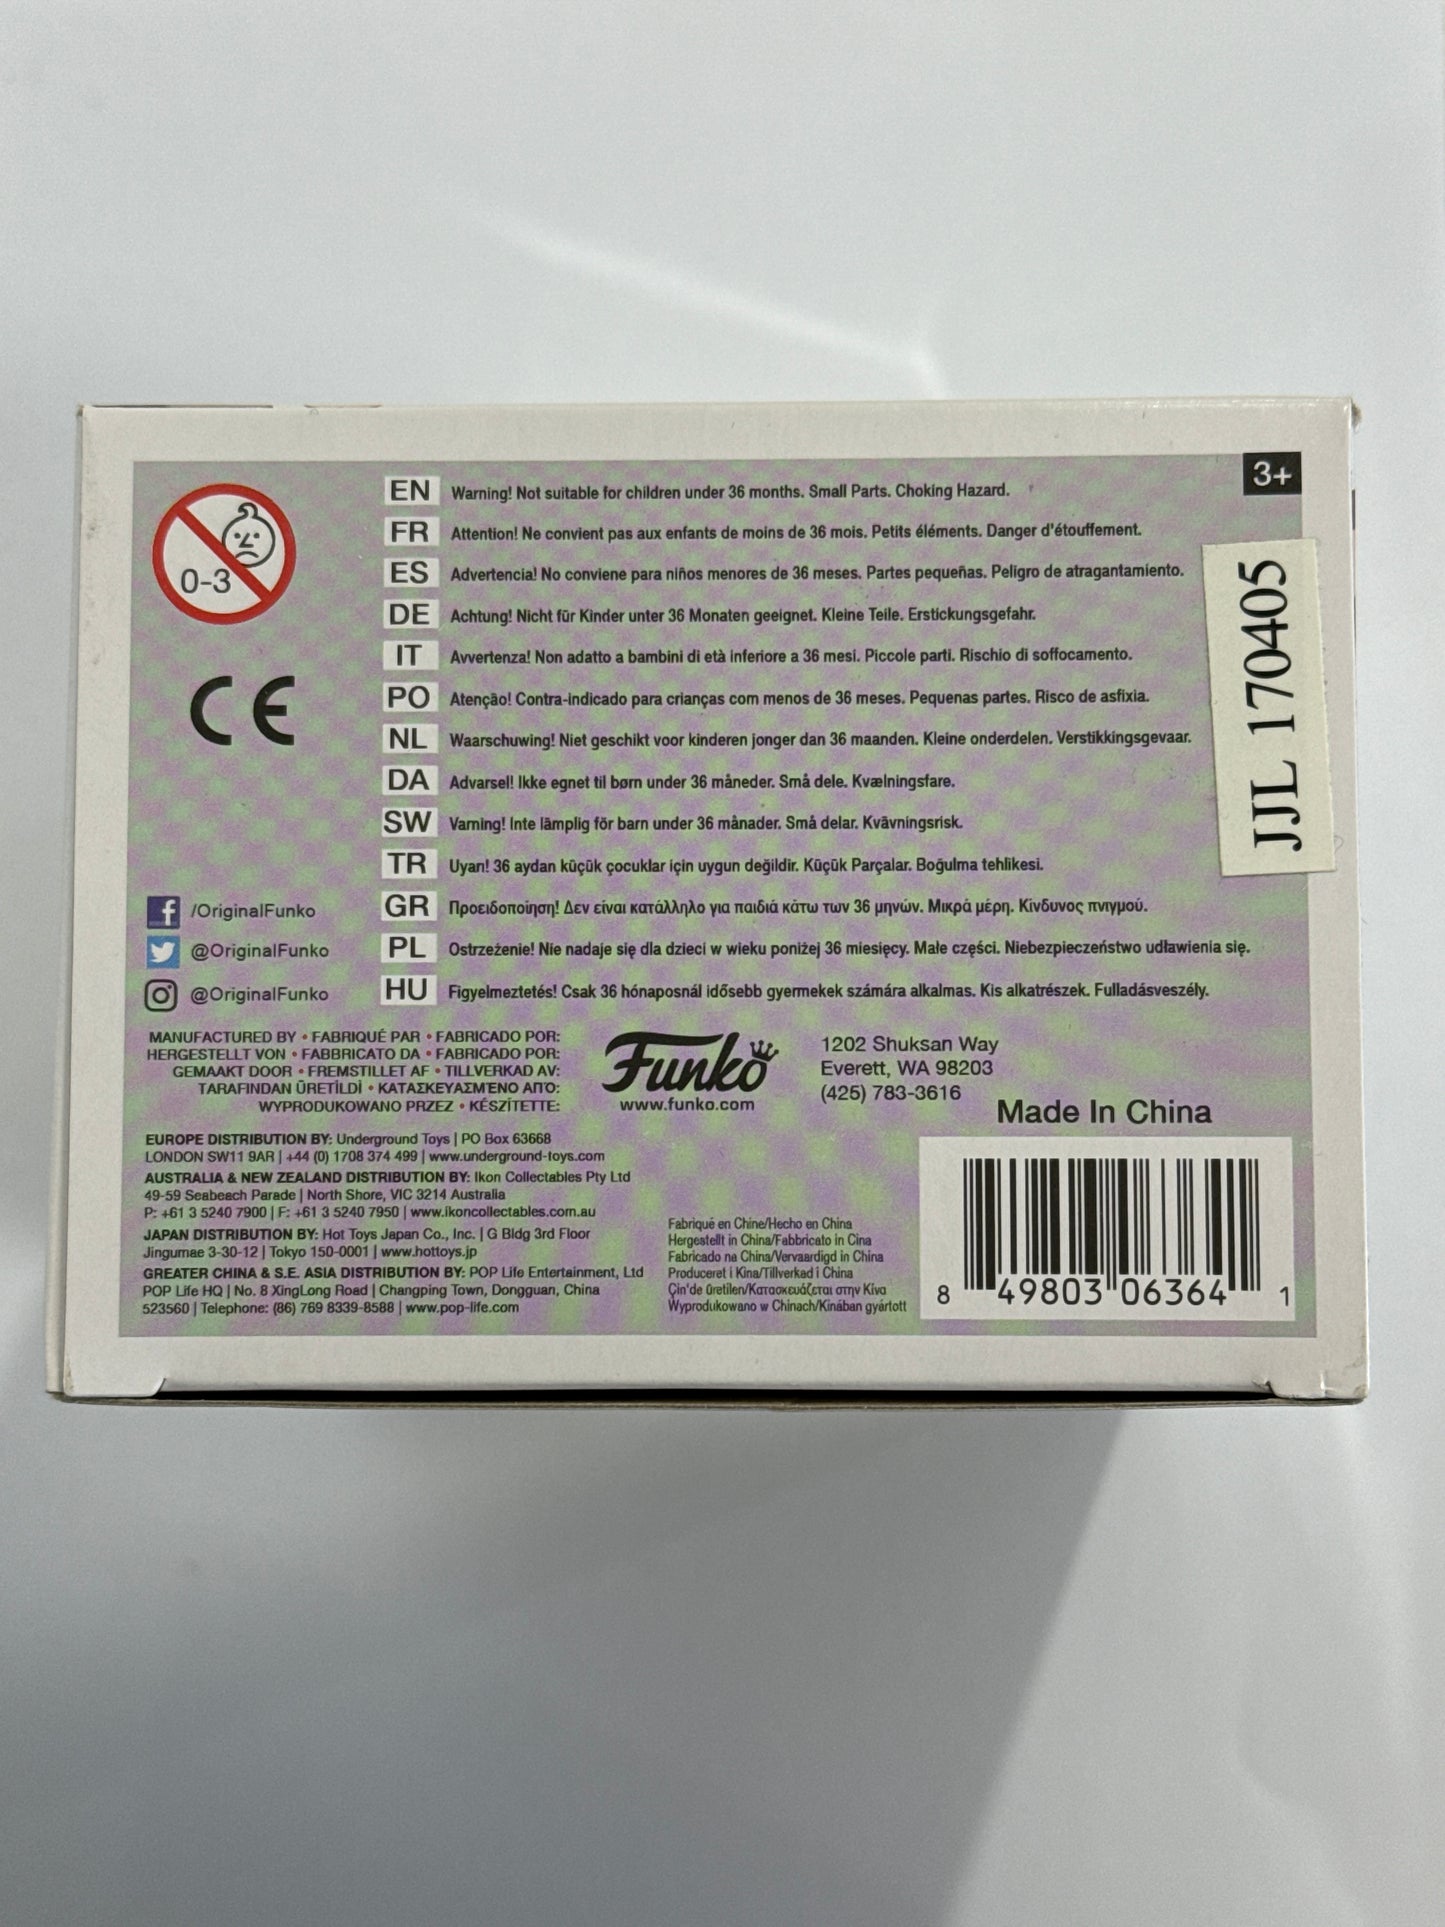 3+
0-3
EN Warning! Not suitable for children under 36 months. Small Parts. Choking Hazard.
FR Attention! Ne convient pas aux enfants de moins de 36 mois. Petits éléments. Danger d'étouffement.
ES Advertencia! No conviene para niños menores de 36 meses. Partes pequeñas. Peligro de atragantamiento.
DE Achtung! Nicht für Kinder unter 36 Monaten geeignet. Kleine Teile. Erstickungsgefahr.
IT Avvertenza! Non adatto a bambini di età inferiore a 36 mesi. Piccole parti. Rischio di soffocamento.
PO Atenção! Contra-indicado para crianças com menos de 36 meses. Pequenas partes. Risco de asfixia.
NL Waarschuwing! Niet geschikt voor kinderen jonger dan 36 maanden. Kleine onderdelen. Verstikkingsgevaar.
DA Advarsel! Ikke egnet til børn under 36 måneder. Små dele. Kvælningsfare.
SW Varning! Inte lämplig för barn under 36 månader. Små delar. Kvävningsrisk.
TR Uyarı! 36 aydan küçük çocuklar için uygun değildir. Küçük Parçalar. Boğulma tehlikesi.
GR Προειδοποίηση! Δεν είναι κατάλληλο για παιδιά κάτω των 36 μηνών. Μικρά μέρη. Κίνδυνος πνιγμού.
PL Ostrzeżenie! Nie nadaje się dla dzieci w wieku poniżej 36 miesięcy. Małe części. Niebezpieczeństwo udławienia się.
HU Figyelmeztetés! Csak 36 hónaposnál idősebb gyermekek számára alkalmas. Kis alkatrészek. Fulladásveszély.
CE
JJL 170405
/OriginalFunko
@OriginalFunko
@OriginalFunko
MANUFACTURED BY • FABRIQUÉ PAR • FABRICADO POR:
HERGESTELLT VON • FABBRICATO DA • FABRICADO POR:
GEMAAKT DOOR • FREMSTILLET AF • TILLVERKAD AV:
TARAFINDAN ÜRETİLDİ • ΚΑΤΑΣΚΕΥΑΣΜΈΝΟ ΑΠΌ:
WYPRODUKOWANO PRZEZ • KÉSZÍTETTE:
Funko
www.funko.com
1202 Shuksan Way
Everett, WA 98203
(425) 783-3616
Made In China
EUROPE DISTRIBUTION BY: Underground Toys | PO Box 63668
LONDON SW11 9AR | +44 (0) 1708 374 499 | www.underground-toys.com
AUSTRALIA & NEW ZEALAND DISTRIBUTION BY: Ikon Collectables Pty Ltd
49-59 Seabeach Parade | North Shore, VIC 3214 Australia
P: +61 3 5240 7900 | F: +61 3 5240 7950 | www.ikoncollectables.com.au
JAPAN DISTRIBUTION BY: Hot Toys Japan Co., Inc. | G Bldg 3rd Floor
Jingumae 3-30-12 | Tokyo 150-0001 | www.hottoys.jp
GREATER CHINA & S.E. ASIA DISTRIBUTION BY: POP Life Entertainment, Ltd
POP Life HQ | No. 8 XingLong Road | Changping Town, Dongguan, China
523560 | Telephone: (86) 769 8339-8588 | www.pop-life.com
Fabriqué en Chine/Hecho en China
Hergestellt in China/Fabbricato in Cina
Fabricado na China/Vervaardigd in China
Produceret i Kina/Tillverkad i China
Çin'de üretilen/Κατασκευάζεται στην Κίνα
Wyprodukowano w Chinach/Kínában gyártott
8 49803 06364 1